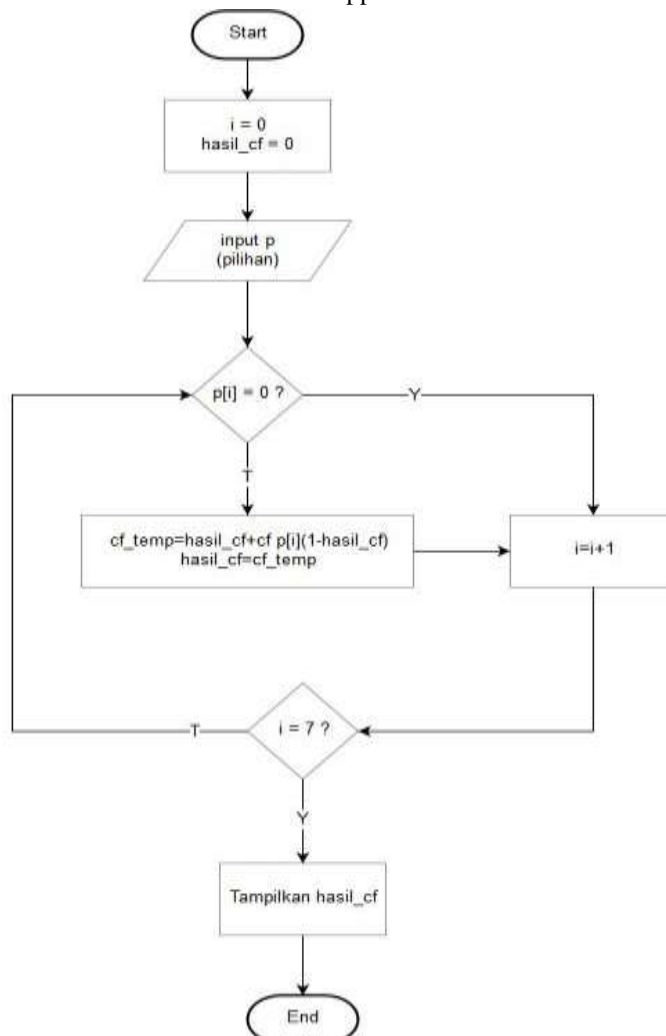 Start
i = 0
hasil_cf = 0
input p
(pilihan)
p[i] = 0 ?
Y
T
cf_temp=hasil_cf+cf p[i](1-hasil_cf)
hasil_cf=cf_temp
i=i+1
T
i = 7 ?
Y
Tampilkan hasil_cf
End